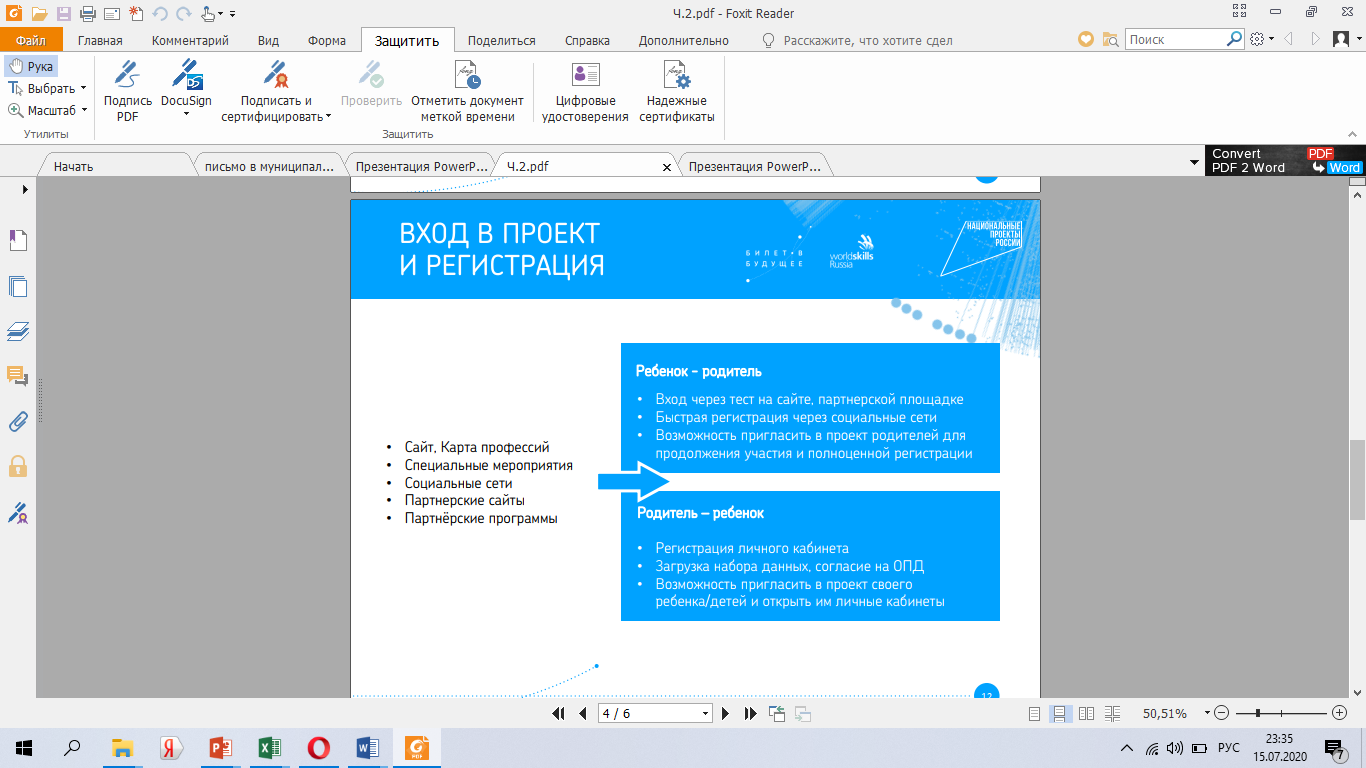 Ч.2.pdf - Foxit Reader
Файл
Главная
Комментарий
Вид
Форма
Защитить
Поделиться
Справка
Дополнительно
Расскажите, что хотите сдел
Поиск
Рука
Выбрать
Масштаб
Утилиты
Подпись
PDF
DocuSign
Подписать и
сертифицировать
Проверить
Отметить документ
меткой времени
Цифровые
удостоверения
Надежные
сертификаты
Защитить
Начать
письмо в муниципал...
Презентация PowerP...
Ч.2.pdf
Презентация PowerP...
Convert
PDF 2 Word
PDF
Word
ВХОД В ПРОЕКТ
И РЕГИСТРАЦИЯ
БИЛЕТ В
БУДУЩЕЕ
worldskills
Russia
НАЦИОНАЛЬНЫЕ
ПРОЕКТЫ
РОССИИ
• Сайт, Карта профессий
• Специальные мероприятия
• Социальные сети
• Партнерские сайты
• Партнёрские программы
Ребенок - родитель
• Вход через тест на сайте, партнерской площадке
• Быстрая регистрация через социальные сети
• Возможность пригласить в проект родителей для
продолжения участия и полноценной регистрации
Родитель – ребенок
• Регистрация личного кабинета
• Загрузка набора данных, согласие на ОПД
• Возможность пригласить в проект своего
ребенка/детей и открыть им личные кабинеты
12
4 / 6
50,51%
РУС
23:35
15.07.2020
7